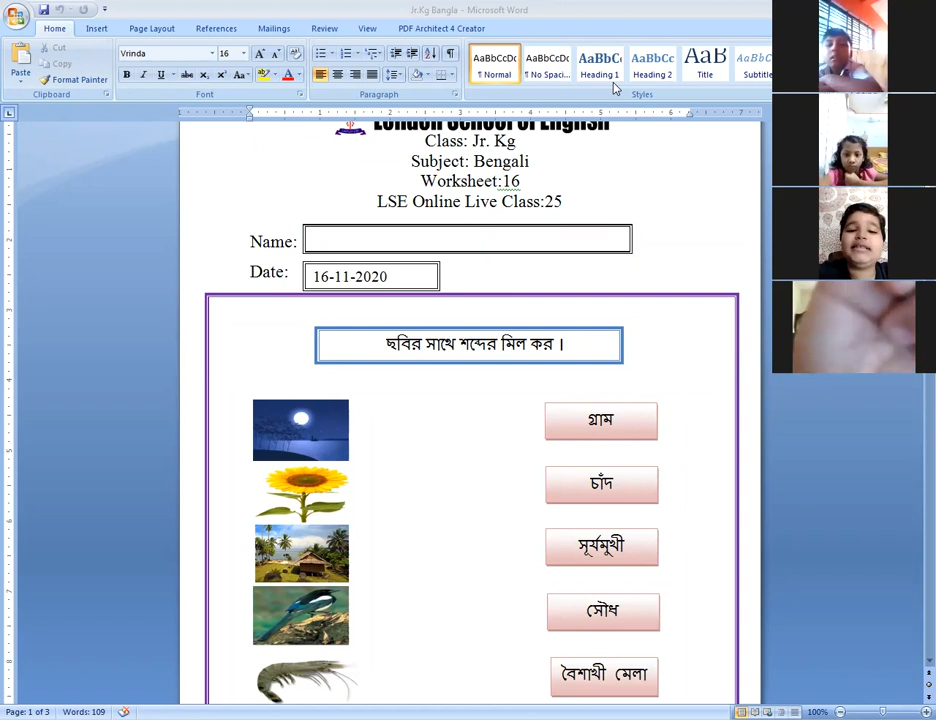 Jr.Kg Bangla - Microsoft Word
Home Insert Page Layout References Mailings Review View PDF Architect 4 Creator
Paste
Cut
Copy
Format Painter
Clipboard
Vrinda 16
Font
Paragraph
AaBbCcDc AaBbCcDc AaBbCc AaBbCc AaB AaBbCc
¶ Normal ¶ No Spaci... Heading 1 Heading 2 Title Subtitle
Styles
London School of English
Class: Jr. Kg
Subject: Bengali
Worksheet:16
LSE Online Live Class:25
Name:
Date: 16-11-2020
ছবির সাথে শব্দের মিল কর ।
গ্রাম
চাঁদ
সূর্যমুখী
সৌধ
বৈশাখী মেলা
Page: 1 of 3 Words: 109 100%